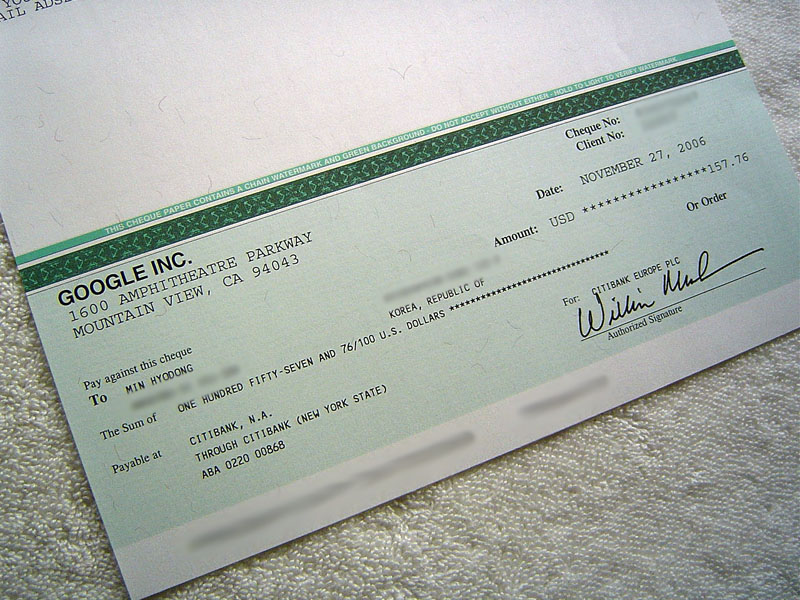 THIS CHEQUE PAPER CONTAINS A CHAIN WATERMARK AND GREEN BACKGROUND - DO NOT ACCEPT WITHOUT EITHER - HOLD TO LIGHT TO VERIFY WATERMARK
Cheque No:
Client No:
Date: NOVEMBER 27, 2006
Amount: USD *****************157.76
Or Order
GOOGLE INC.
1600 AMPHITHEATRE PARKWAY
MOUNTAIN VIEW, CA 94043
KOREA, REPUBLIC OF
Pay against this cheque
To MIN HYODONG
The Sum of ONE HUNDRED FIFTY-SEVEN AND 76/100 U.S. DOLLARS ******************************
Payable at CITIBANK, N.A.
THROUGH CITIBANK (NEW YORK STATE)
ABA 0220 00868
For: CITIBANK EUROPE PLC
Authorized Signature